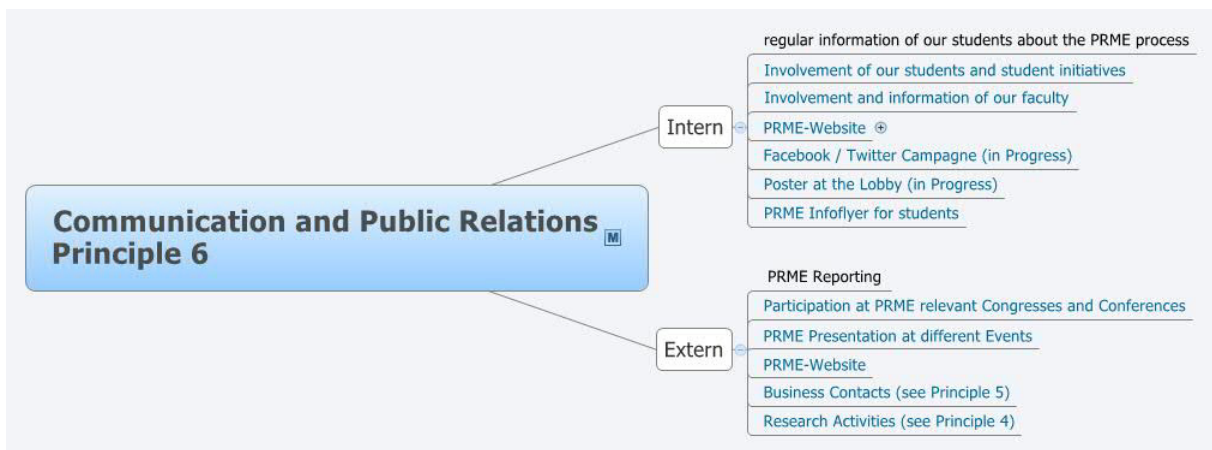 Communication and Public Relations
Principle 6
M
Intern
regular information of our students about the PRME process
Involvement of our students and student initiatives
Involvement and information of our faculty
PRME-Website
Facebook / Twitter Campagne (in Progress)
Poster at the Lobby (in Progress)
PRME Infoflyer for students
Extern
PRME Reporting
Participation at PRME relevant Congresses and Conferences
PRME Presentation at different Events
PRME-Website
Business Contacts (see Principle 5)
Research Activities (see Principle 4)